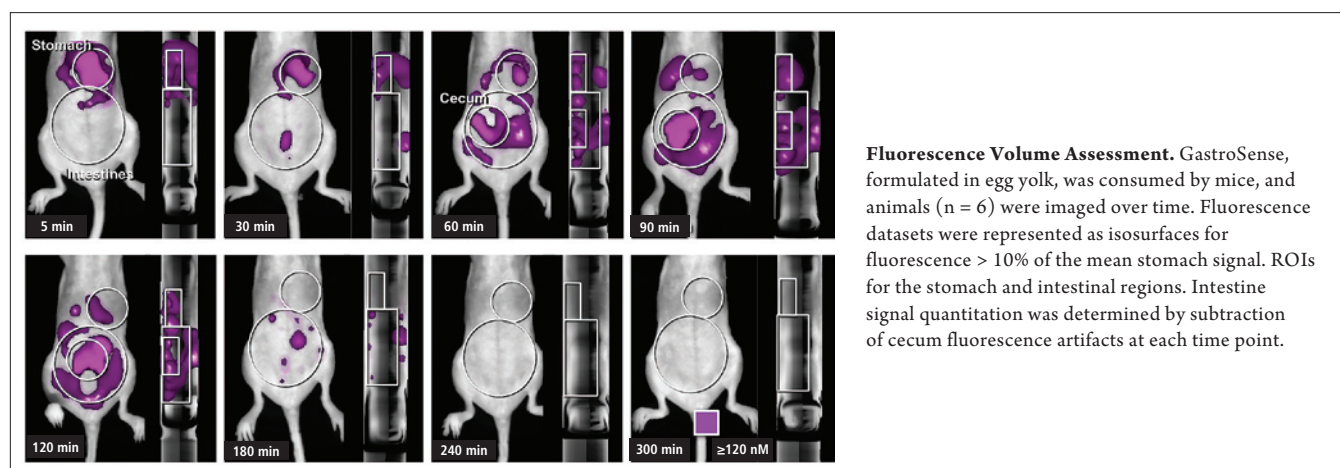 Stomach
Intestines
5 min
30 min
Cecum
60 min
90 min
120 min
180 min
240 min
300 min
≥120 nM
Fluorescence Volume Assessment. GastroSense,
formulated in egg yolk, was consumed by mice, and
animals (n = 6) were imaged over time. Fluorescence
datasets were represented as isosurfaces for
fluorescence > 10% of the mean stomach signal. ROIs
for the stomach and intestinal regions. Intestine
signal quantitation was determined by subtraction
of cecum fluorescence artifacts at each time point.